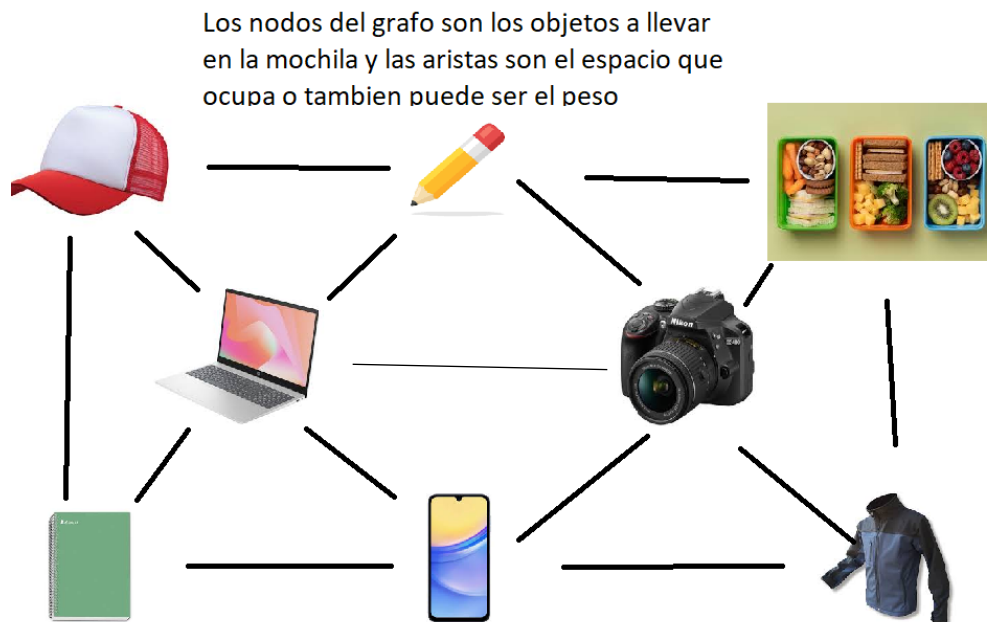 Los nodos del grafo son los objetos a llevar
en la mochila y las aristas son el espacio que
ocupa o tambien puede ser el peso
Nikon